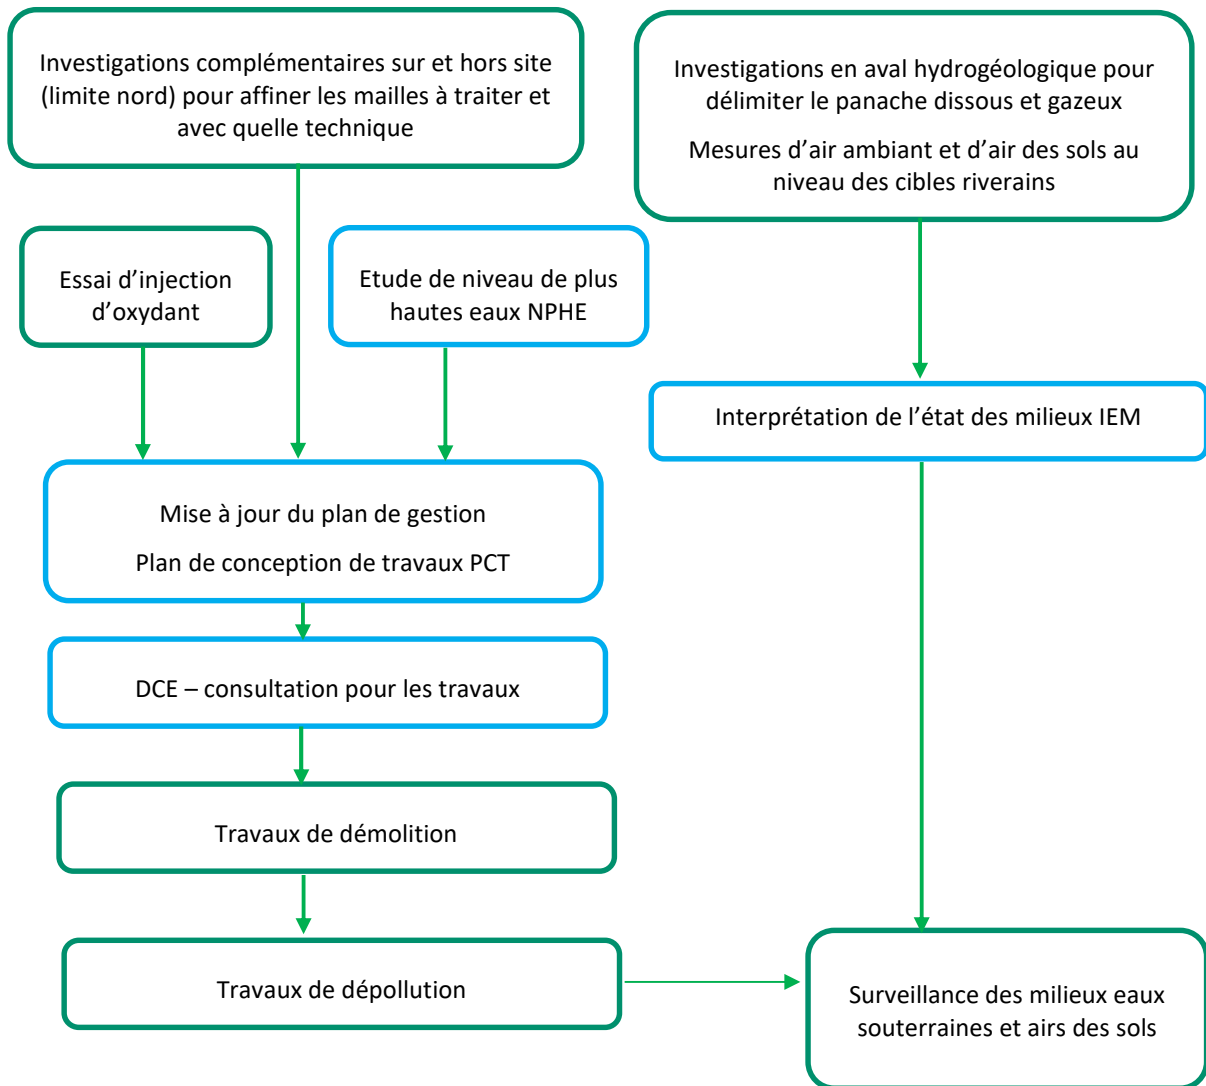 Investigations complémentaires sur et hors site
(limite nord) pour affiner les mailles à traiter et
avec quelle technique
Investigations en aval hydrogéologique pour
délimiter le panache dissous et gazeux
Mesures d’air ambiant et d’air des sols au
niveau des cibles riverains
Essai d’injection
d’oxydant
Etude de niveau de plus
hautes eaux NPHE
Interprétation de l’état des milieux IEM
Mise à jour du plan de gestion
Plan de conception de travaux PCT
DCE – consultation pour les travaux
Travaux de démolition
Travaux de dépollution
Surveillance des milieux eaux
souterraines et airs des sols